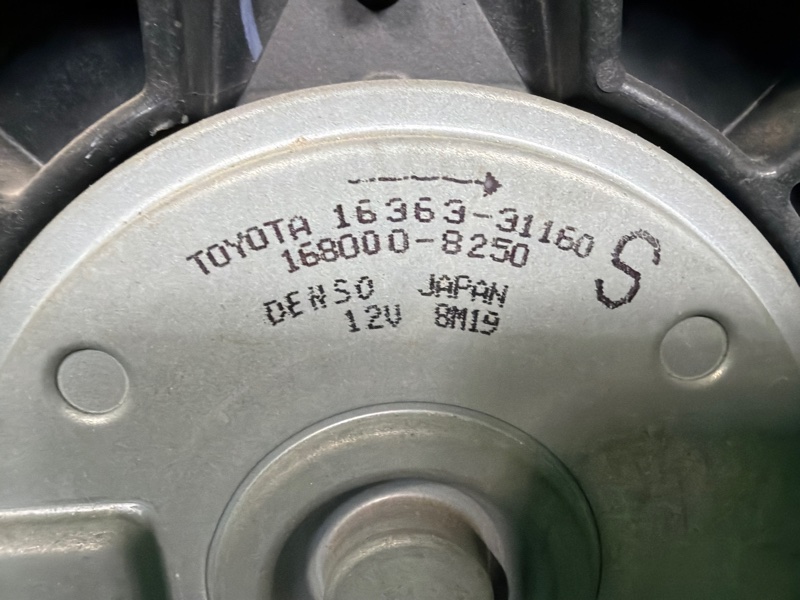 TOYOTA 16363-31160
168000-8250 S
DENSO JAPAN
12V 8M19